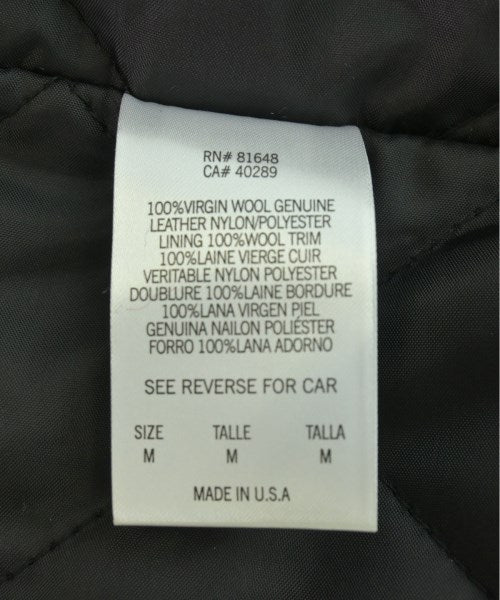 RN# 81648
CA# 40289
100%VIRGIN WOOL GENUINE
LEATHER NYLON/POLYESTER
LINING 100%WOOL TRIM
100%LAINE VIERGE CUIR
VERITABLE NYLON POLYESTER
DOUBLURE 100%LAINE BORDURE
100%LANA VIRGEN PIEL
GENUINA NAILON POLIÉSTER
FORRO 100%LANA ADORNO
SEE REVERSE FOR CAR
SIZE TALLE TALLA
M M M
MADE IN U.S.A